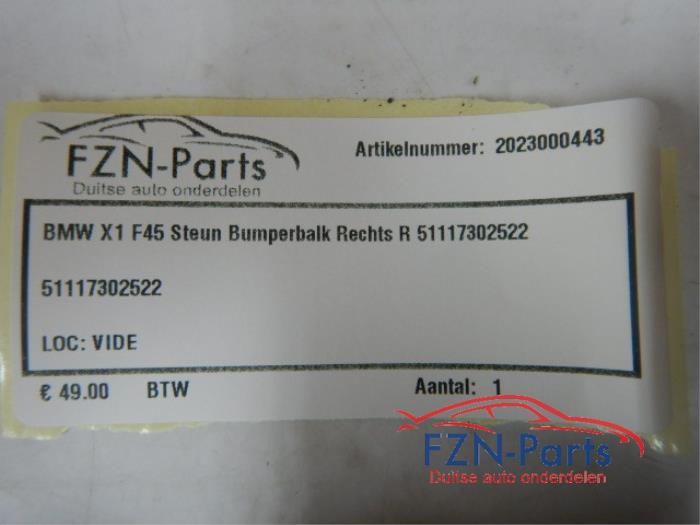 FZN-Parts
Duitse auto onderdelen
Artikelnummer: 2023000443
BMW X1 F45 Steun Bumperbalk Rechts R 51117302522
51117302522
LOC: VIDE
€ 49.00 BTW Aantal: 1
FZN-Parts
Duitse auto onderdelen